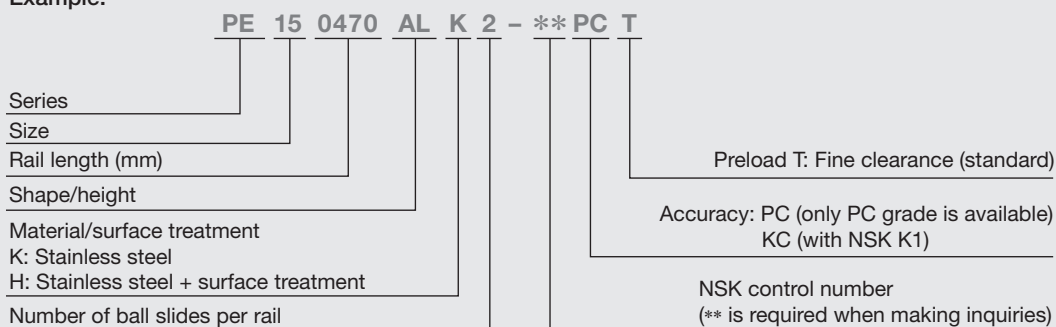 Example:
PE 15 0470 AL K 2 – ** PC T
Series
Size
Rail length (mm)
Shape/height
Material/surface treatment
K: Stainless steel
H: Stainless steel + surface treatment
Number of ball slides per rail
Preload T: Fine clearance (standard)
Accuracy: PC (only PC grade is available)
KC (with NSK K1)
NSK control number
(** is required when making inquiries)